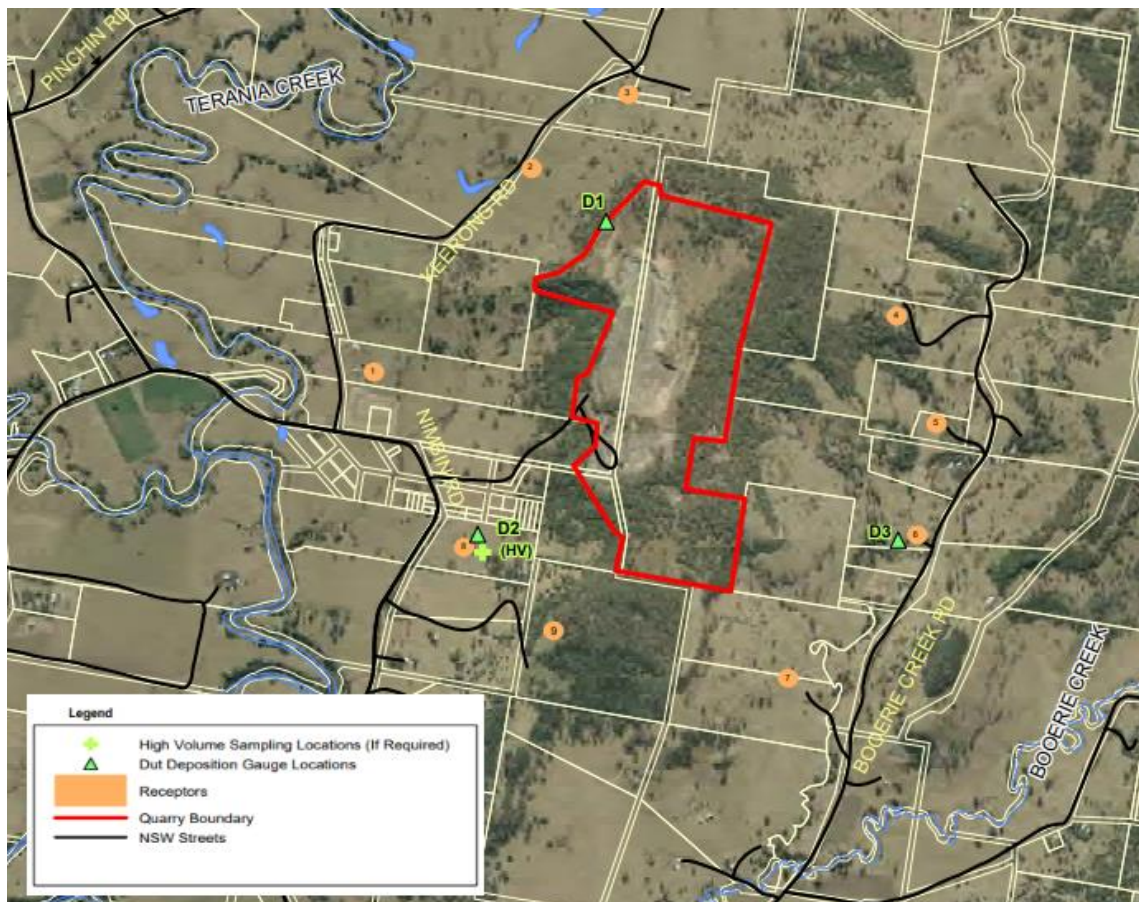 PINCHIN RD
TERANIA CREEK
3
2
KEERONG RD
D1
4
1
5
NIMBIN RD
D2
8
(HV)
D3
6
9
7
BOOERIE CREEK RD
BOOERIE CREEK
Legend
High Volume Sampling Locations (If Required)
Dut Deposition Gauge Locations
Receptors
Quarry Boundary
NSW Streets